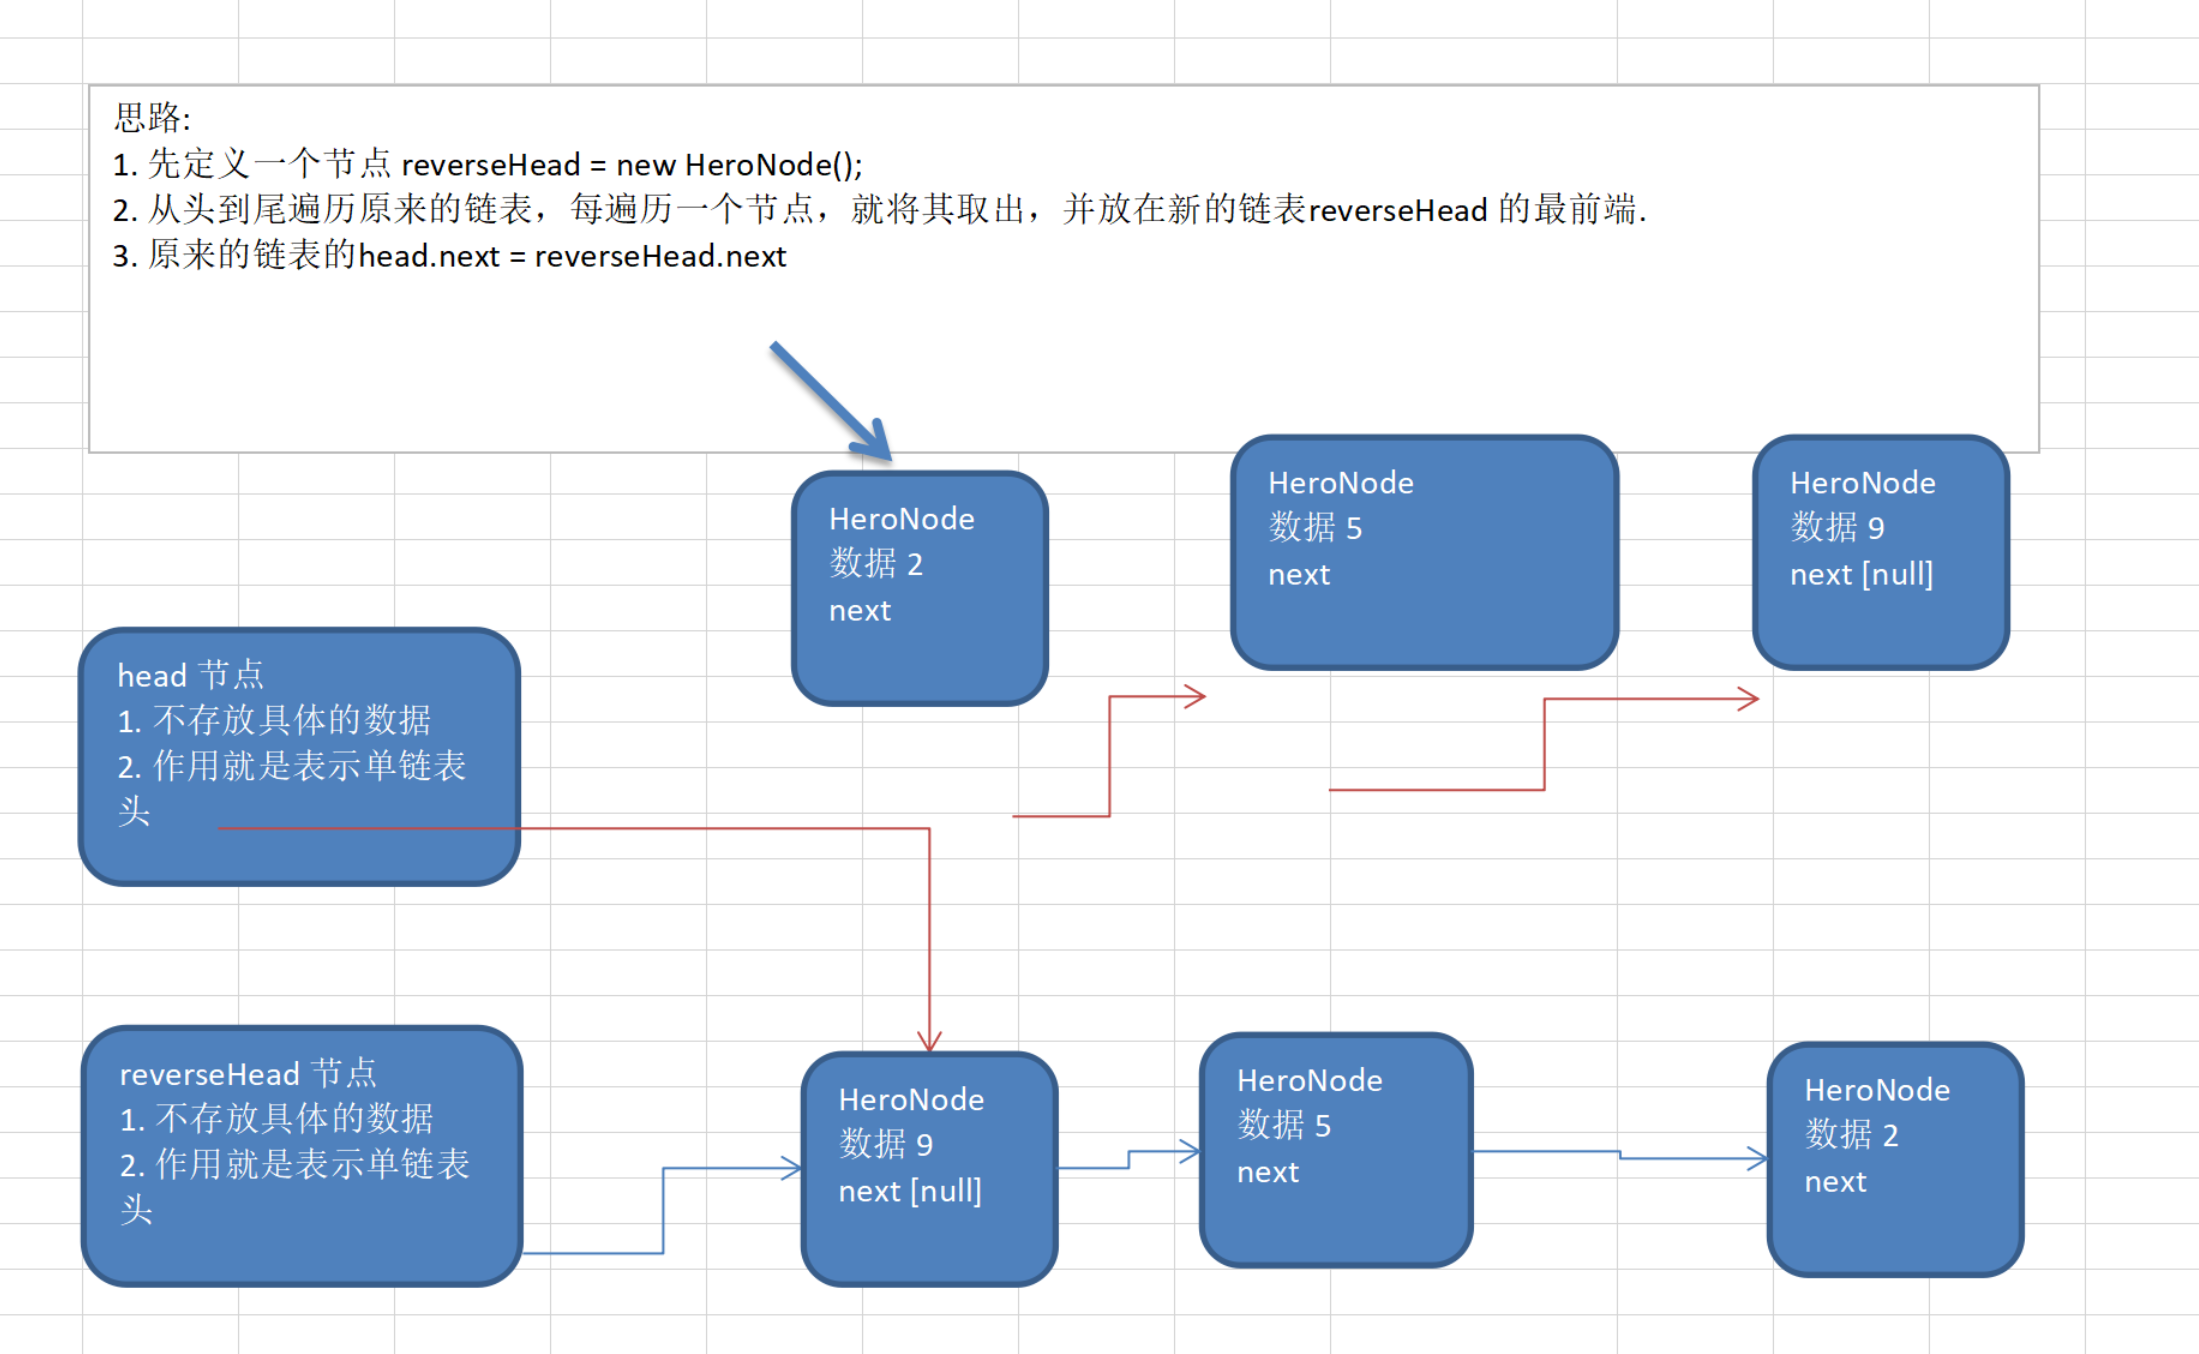 思路:
1. 先定义一个节点 reverseHead = new HeroNode();
2. 从头到尾遍历原来的链表，每遍历一个节点，就将其取出，并放在新的链表reverseHead 的最前端.
3. 原来的链表的head.next = reverseHead.next
HeroNode
数据 2
next
HeroNode
数据 5
next
HeroNode
数据 9
next [null]
head 节点
1. 不存放具体的数据
2. 作用就是表示单链表
头
reverseHead 节点
1. 不存放具体的数据
2. 作用就是表示单链表
头
HeroNode
数据 9
next [null]
HeroNode
数据 5
next
HeroNode
数据 2
next